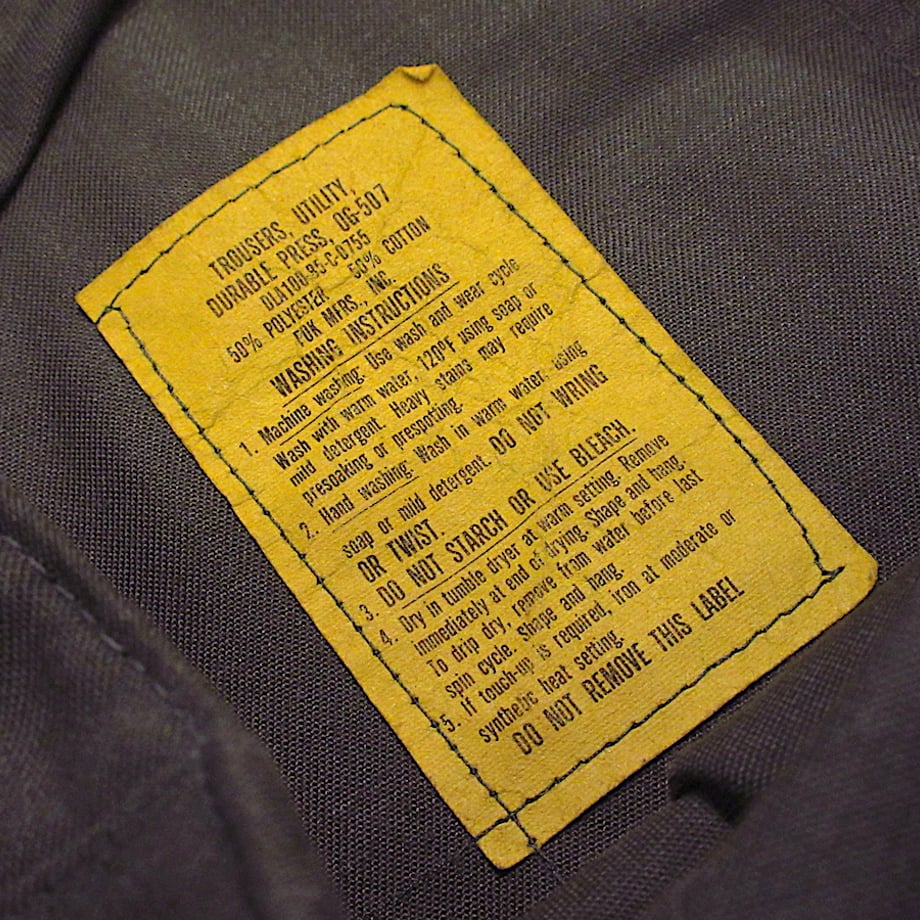 TROUSERS, UTILITY,
DURABLE PRESS, OG-507
DLA100-85-C-0755
50% POLYESTER 50% COTTON
FOX MFRS., INC.
WASHING INSTRUCTIONS
1. Machine washing: Use wash and wear cycle
Wash with warm water, 120ºF using soap or
mild detergent. Heavy stains may require
presoaking or prespotting.
2. Hand washing: Wash in warm water, using
soap or mild detergent. DO NOT WRING
OR TWIST.
3. DO NOT STARCH OR USE BLEACH.
4. Dry in tumble dryer at warm setting. Remove
immediately at end of drying. Shape and hang.
To drip dry, remove from water before last
spin cycle. Shape and hang.
5. If touch-up is required, iron at moderate or
synthetic heat setting.
DO NOT REMOVE THIS LABEL